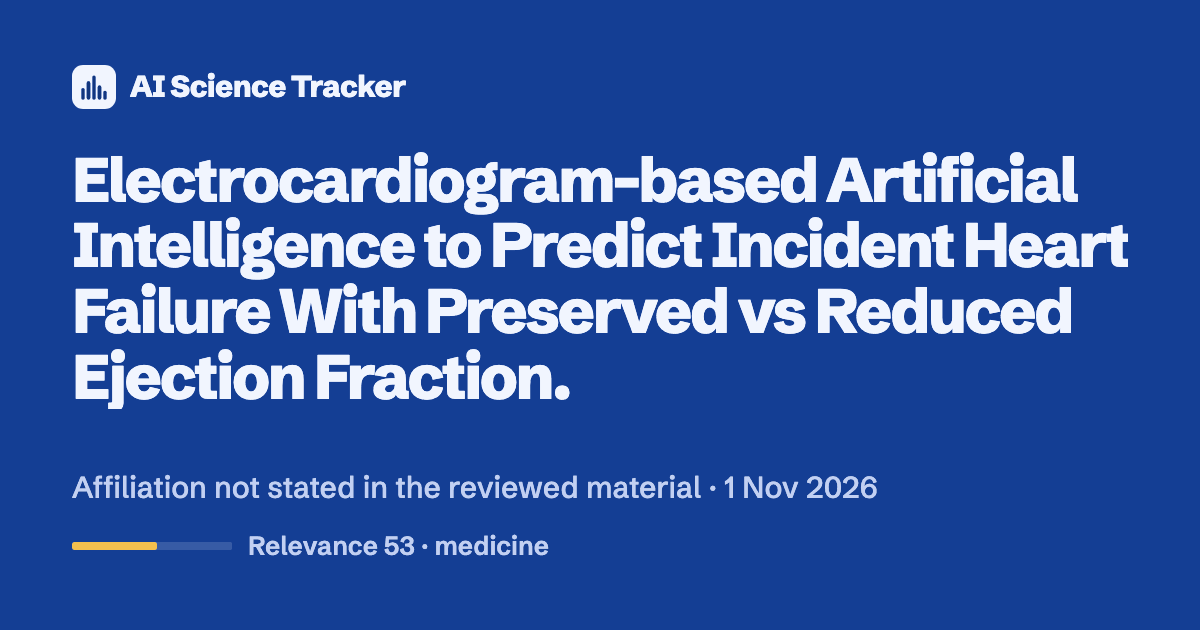 AI Science Tracker
Electrocardiogram-based Artificial
Intelligence to Predict Incident Heart
Failure With Preserved vs Reduced
Ejection Fraction.
Affiliation not stated in the reviewed material · 1 Nov 2026
Relevance 53 · medicine